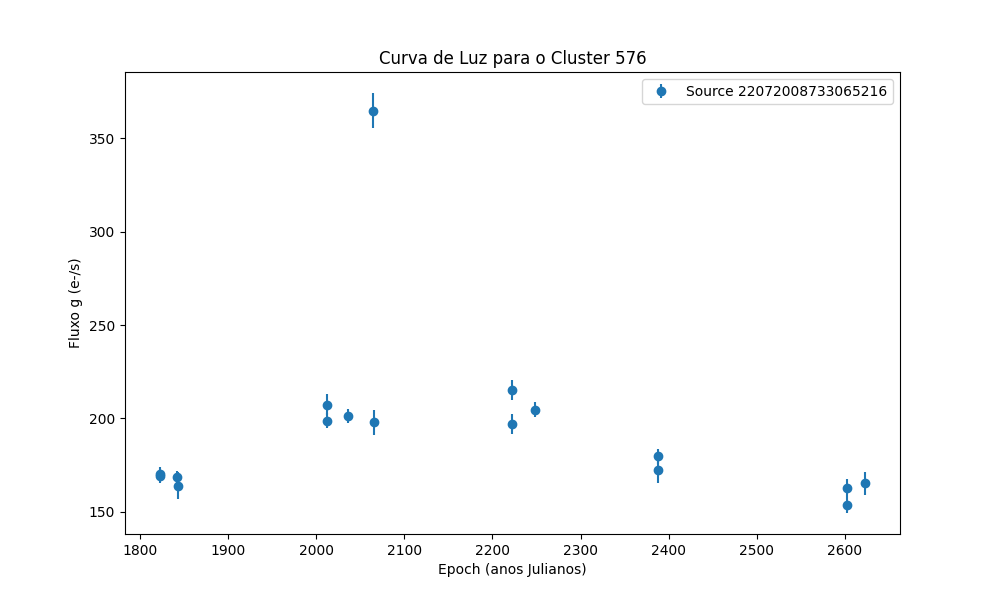 Curva de Luz para o Cluster 576
Source 22072008733065216
Fluxo g (e-/s)
350
300
250
200
150
1800 1900 2000 2100 2200 2300 2400 2500 2600
Epoch (anos Julianos)